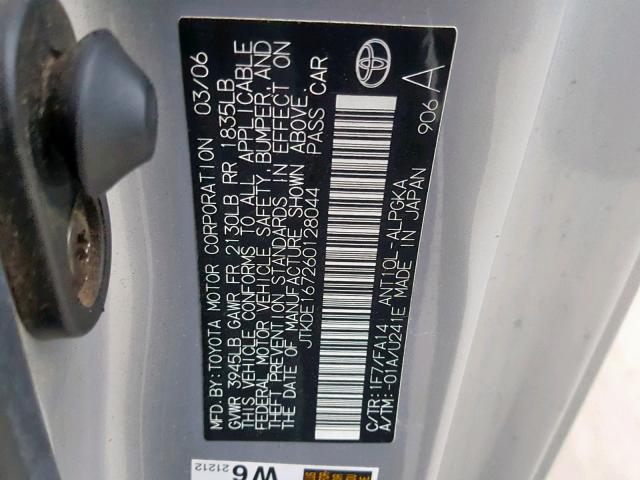 MFD.BY:TOYOTA MOTOR CORPORATION 03/06
GVWR 3945LB GAWR FR 2130LB RR 1835LB
THIS VEHICLE CONFORMS TO ALL APPLICABLE
FEDERAL MOTOR VEHICLE SAFETY, BUMPER, AND
THEFT PREVENTION STANDARDS IN EFFECT ON
THE DATE OF MANUFACTURE SHOWN ABOVE.
JTKDE167260128044 PASS CAR
C/TR:1F7/FA14 ANT10L-ALPGKA
A/TM:-01A/U241E MADE IN JAPAN
906 A
W6
21212